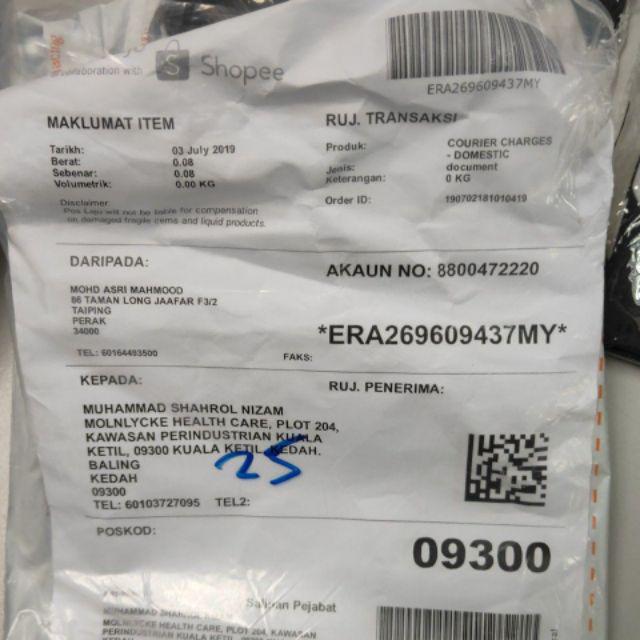 collaboration with Shopee
ERA269609437MY
MAKLUMAT ITEM
RUJ. TRANSAKSI
Tarikh: 03 July 2019
Berat: 0.08
Sebenar: 0.08
Volumetrik: 0.00 KG
Produk: COURIER CHARGES
- DOMESTIC
Jenis: document
Keterangan: 0 KG
Order ID: 190702181010419
Disclaimer
Pos Laju will not be liable for compensation
on damaged fragile items and liquid products.
DARIPADA:
AKAUN NO: 8800472220
MOHD ASRI MAHMOOD
86 TAMAN LONG JAAFAR F3/2
TAIPING
PERAK
34000
*ERA269609437MY*
TEL: 60164493500
FAKS:
KEPADA:
RUJ. PENERIMA:
MUHAMMAD SHAHROL NIZAM
MOLNLYCKE HEALTH CARE, PLOT 204,
KAWASAN PERINDUSTRIAN KUALA
KETIL, 09300 KUALA KETIL, KEDAH.
BALING
KEDAH
09300
25
TEL: 60103727095 TEL2:
POSKOD:
09300
Salinan Pejabat
MUHAMMAD SHAHROL
MOLNLYCKE HEALTH CARE, PLOT 204, KAWASAN
PERINDUSTRIAN KUALA